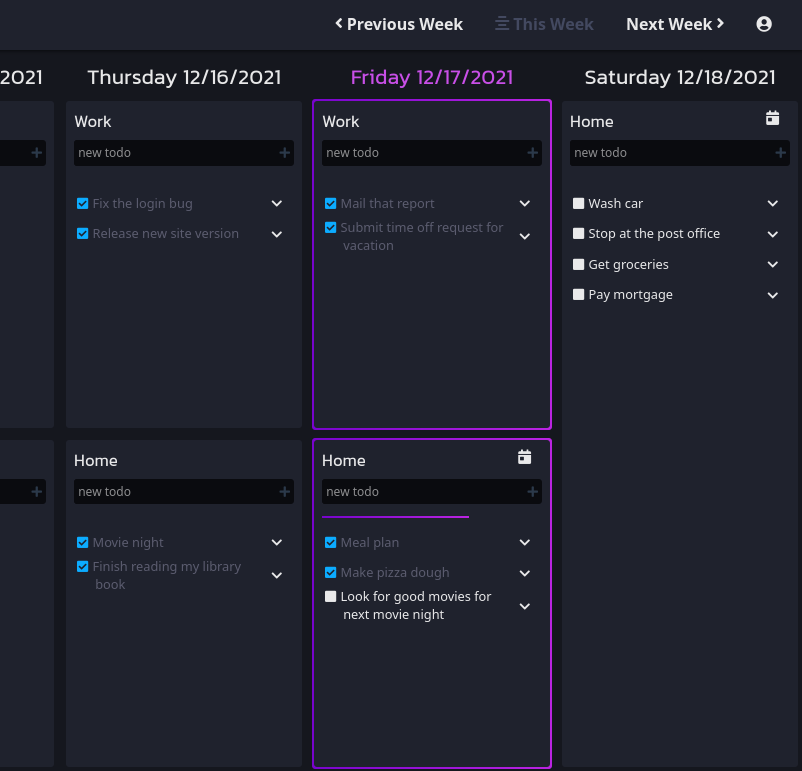 Previous Week This Week Next Week
2021 Thursday 12/16/2021 Friday 12/17/2021 Saturday 12/18/2021
Work
new todo
Fix the login bug
Release new site version
Work
new todo
Mail that report
Submit time off request for
vacation
Home
new todo
Wash car
Stop at the post office
Get groceries
Pay mortgage
Home
new todo
Movie night
Finish reading my library
book
Home
new todo
Meal plan
Make pizza dough
Look for good movies for
next movie night